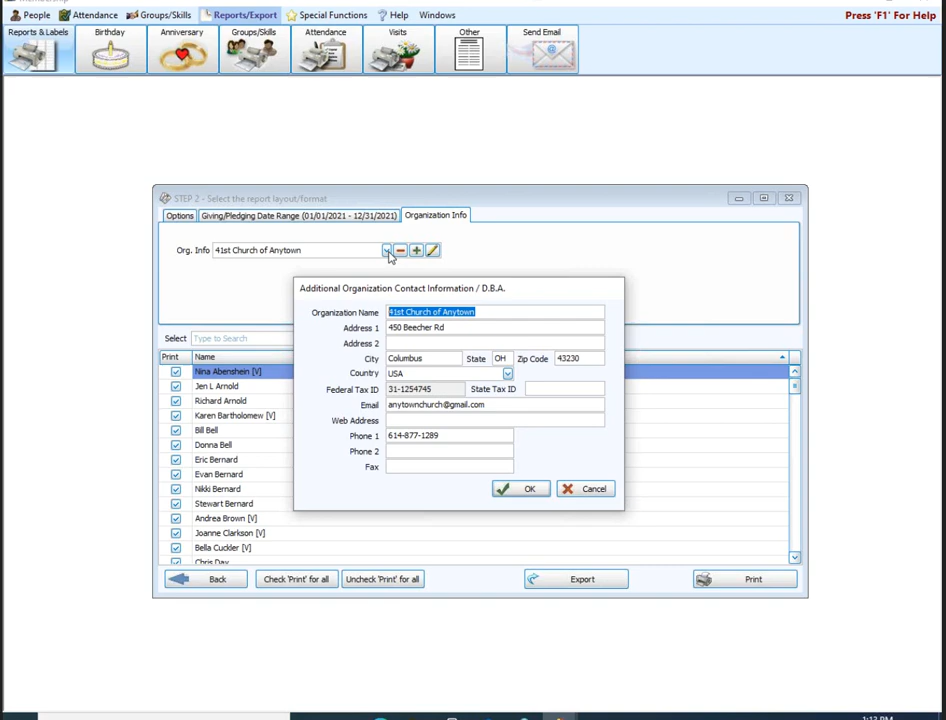 People Attendance Groups/Skills Reports/Export Special Functions Help Windows Press 'F1' For Help
Reports & Labels Birthday Anniversary Groups/Skills Attendance Visits Other Send Email
STEP 2 - Select the report layout/format
Options Giving/Pledging Date Range (01/01/2021 - 12/31/2021) Organization Info
Org. Info 41st Church of Anytown
Additional Organization Contact Information / D.B.A.
Organization Name 41st Church of Anytown
Address 1 450 Beecher Rd
Address 2
City Columbus State OH Zip Code 43230
Country USA
Federal Tax ID 31-1254745 State Tax ID
Email anytownchurch@gmail.com
Web Address
Phone 1 614-877-1289
Phone 2
Fax
OK Cancel
Select Type to Search
Print Name
Nina Abenshein [V]
Jen L Arnold
Richard Arnold
Karen Bartholomew [V]
Bill Bell
Donna Bell
Eric Bernard
Evan Bernard
Nikki Bernard
Stewart Bernard
Andrea Brown [V]
Joanne Clarkson [V]
Bella Cuckler [V]
Chris Day
Back Check 'Print' for all Uncheck 'Print' for all Export Print
1:13 PM